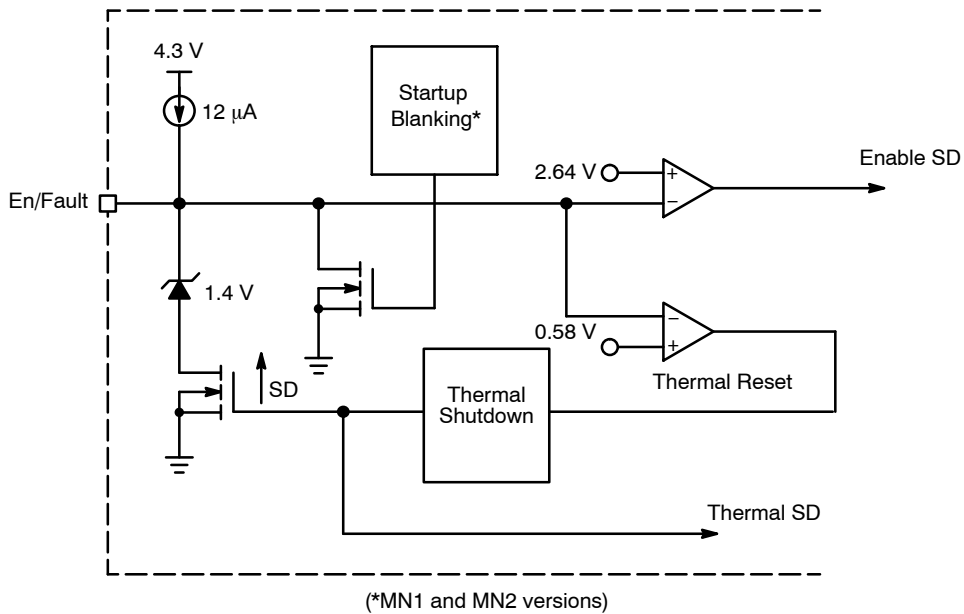 4.3 V
12 μA
Startup
Blanking*
Enable SD
2.64 V
+
−
En/Fault
1.4 V
−
0.58 V
+
Thermal Reset
SD
Thermal
Shutdown
Thermal SD
(*MN1 and MN2 versions)